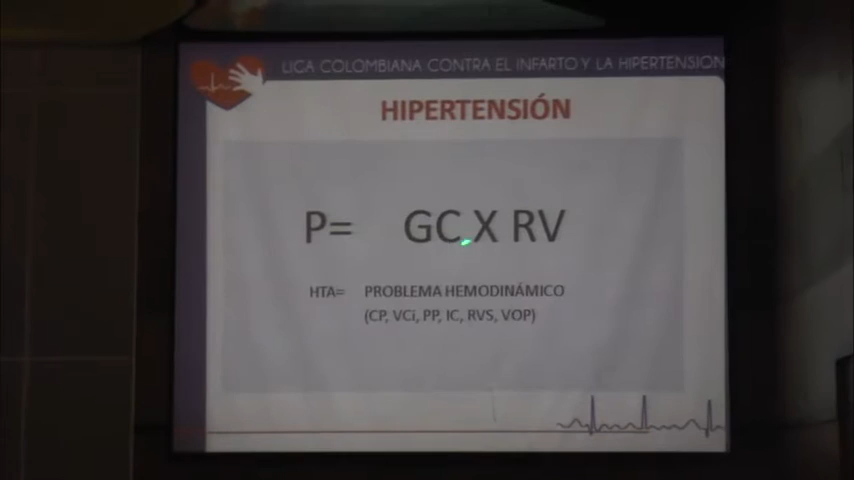 LIGA COLOMBIANA CONTRA EL INFARTO Y LA HIPERTENSION
HIPERTENSIÓN
P= GC X RV
HTA= PROBLEMA HEMODINÁMICO
(CP, VCi, PP, IC, RVS, VOP)